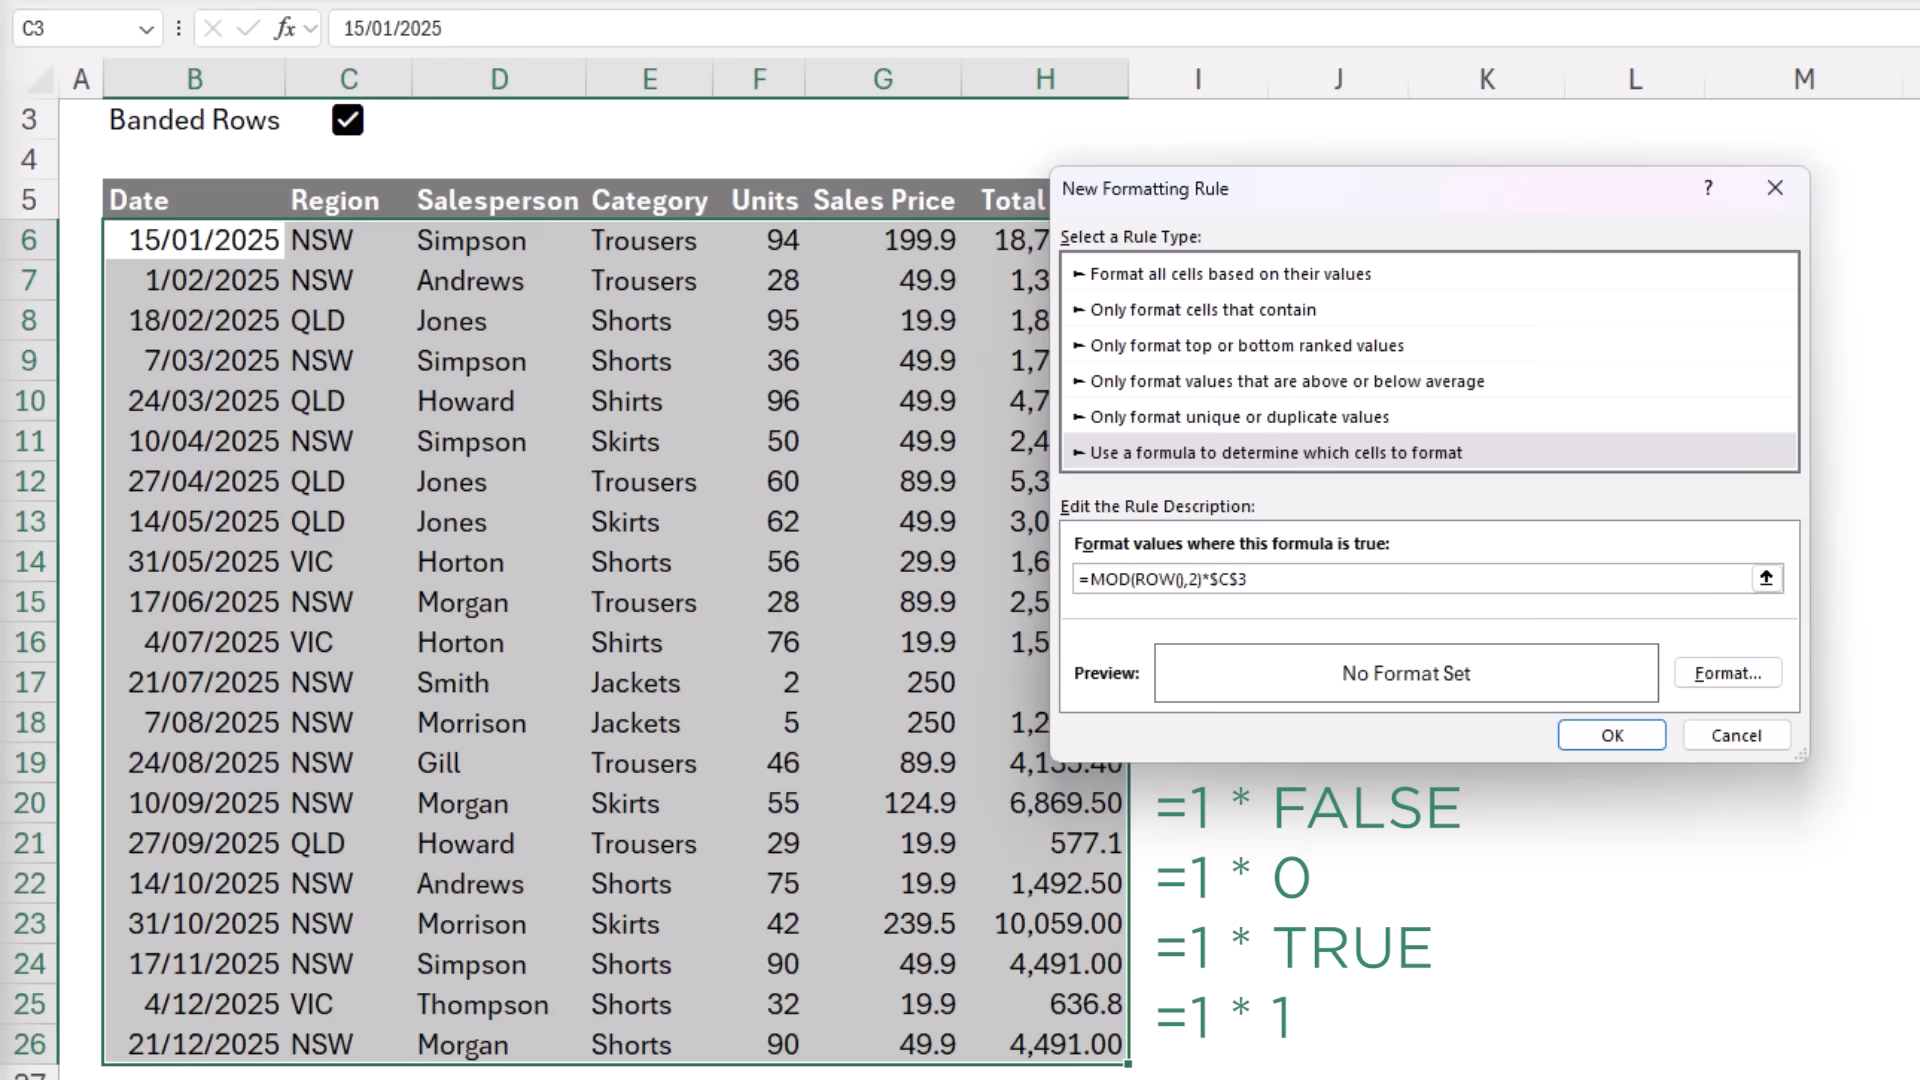 C3 fx 15/01/2025
A B C D E F G H I J K L M
3 Banded Rows
4
5 Date Region Salesperson Category Units Sales Price Total
6 15/01/2025 NSW Simpson Trousers 94 199.9 18,7
7 1/02/2025 NSW Andrews Trousers 28 49.9 1,3
8 18/02/2025 QLD Jones Shorts 95 19.9 1,8
9 7/03/2025 NSW Simpson Shorts 36 49.9 1,7
10 24/03/2025 QLD Howard Shirts 96 49.9 4,7
11 10/04/2025 NSW Simpson Skirts 50 49.9 2,4
12 27/04/2025 QLD Jones Trousers 60 89.9 5,3
13 14/05/2025 QLD Jones Skirts 62 49.9 3,0
14 31/05/2025 VIC Horton Shorts 56 29.9 1,6
15 17/06/2025 NSW Morgan Trousers 28 89.9 2,5
16 4/07/2025 VIC Horton Shirts 76 19.9 1,5
17 21/07/2025 NSW Smith Jackets 2 250
18 7/08/2025 NSW Morrison Jackets 5 250 1,2
19 24/08/2025 NSW Gill Trousers 46 89.9
20 10/09/2025 NSW Morgan Skirts 55 124.9 6,869.50
21 27/09/2025 QLD Howard Trousers 29 19.9 577.1
22 14/10/2025 NSW Andrews Shorts 75 19.9 1,492.50
23 31/10/2025 NSW Morrison Skirts 42 239.5 10,059.00
24 17/11/2025 NSW Simpson Shorts 90 49.9 4,491.00
25 4/12/2025 VIC Thompson Shorts 32 19.9 636.8
26 21/12/2025 NSW Morgan Shorts 90 49.9 4,491.00
New Formatting Rule ?
Select a Rule Type:
► Format all cells based on their values
► Only format cells that contain
► Only format top or bottom ranked values
► Only format values that are above or below average
► Only format unique or duplicate values
► Use a formula to determine which cells to format
Edit the Rule Description:
Format values where this formula is true:
=MOD(ROW(),2)*$C$3
Preview: No Format Set Format...
OK Cancel
=1 * FALSE
=1 * 0
=1 * TRUE
=1 * 1